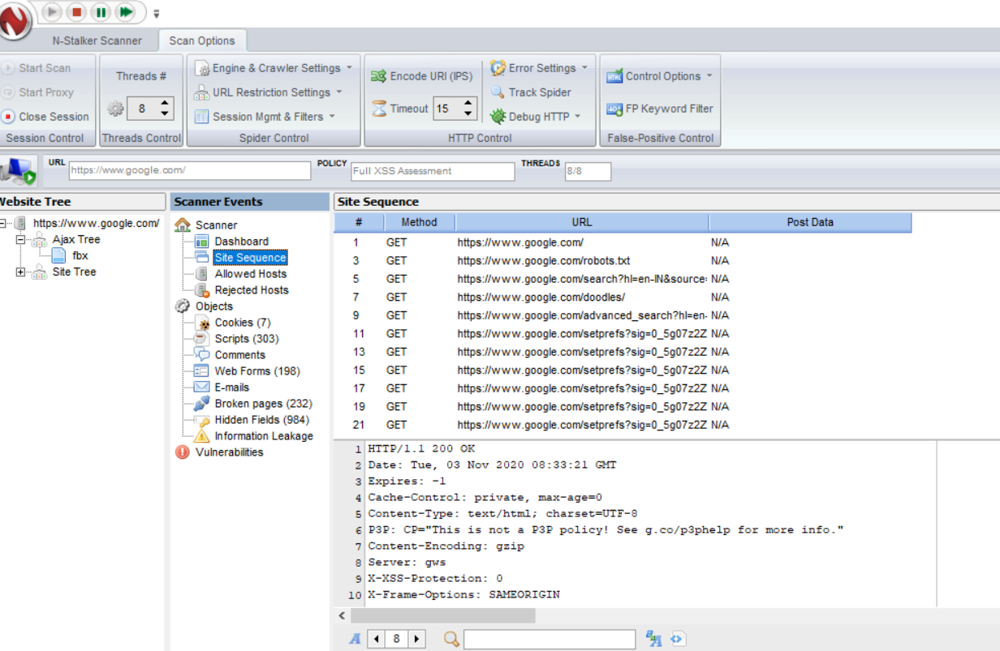 N-Stalker Scanner Scan Options
Start Scan
Start Proxy
Close Session
Session Control
Threads #
8
Threads Control
Engine & Crawler Settings
URL Restriction Settings
Session Mgmt & Filters
Spider Control
Encode URI (IPS)
Timeout 15
Error Settings
Track Spider
Debug HTTP
HTTP Control
Control Options
FP Keyword Filter
False-Positive Control
URL https://www.google.com/ POLICY Full XSS Assessment THREADS 8/8
Website Tree
https://www.google.com/
Ajax Tree
fbx
Site Tree
Scanner Events
Scanner
Dashboard
Site Sequence
Allowed Hosts
Rejected Hosts
Objects
Cookies (7)
Scripts (303)
Comments
Web Forms (198)
E-mails
Broken pages (232)
Hidden Fields (984)
Information Leakage
Vulnerabilities
Site Sequence
# Method URL Post Data
1 GET https://www.google.com/ N/A
3 GET https://www.google.com/robots.txt N/A
5 GET https://www.google.com/search?hl=en-IN&source= N/A
7 GET https://www.google.com/doodles/ N/A
9 GET https://www.google.com/advanced_search?hl=en- N/A
11 GET https://www.google.com/setprefs?sig=0_5g07z2Z N/A
13 GET https://www.google.com/setprefs?sig=0_5g07z2Z N/A
15 GET https://www.google.com/setprefs?sig=0_5g07z2Z N/A
17 GET https://www.google.com/setprefs?sig=0_5g07z2Z N/A
19 GET https://www.google.com/setprefs?sig=0_5g07z2Z N/A
21 GET https://www.google.com/setprefs?sig=0_5g07z2Z N/A
1 HTTP/1.1 200 OK
2 Date: Tue, 03 Nov 2020 08:33:21 GMT
3 Expires: -1
4 Cache-Control: private, max-age=0
5 Content-Type: text/html; charset=UTF-8
6 P3P: CP="This is not a P3P policy! See g.co/p3phelp for more info."
7 Content-Encoding: gzip
8 Server: gws
9 X-XSS-Protection: 0
10 X-Frame-Options: SAMEORIGIN
8